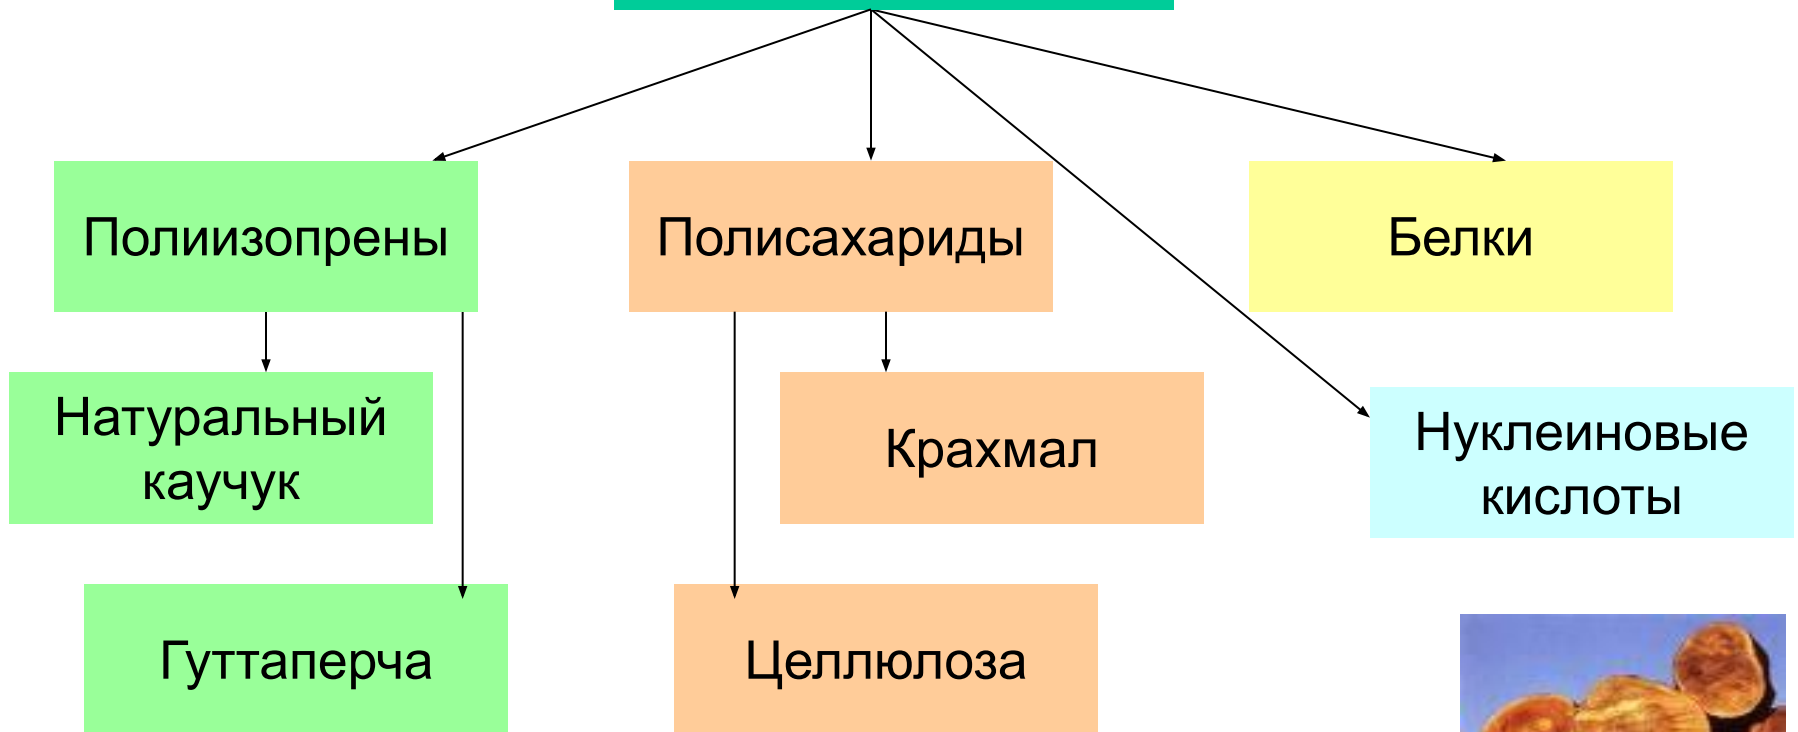 Полиизопрены
Полисахариды
Белки
Натуральный
каучук
Крахмал
Нуклеиновые
кислоты
Гуттаперча
Целлюлоза